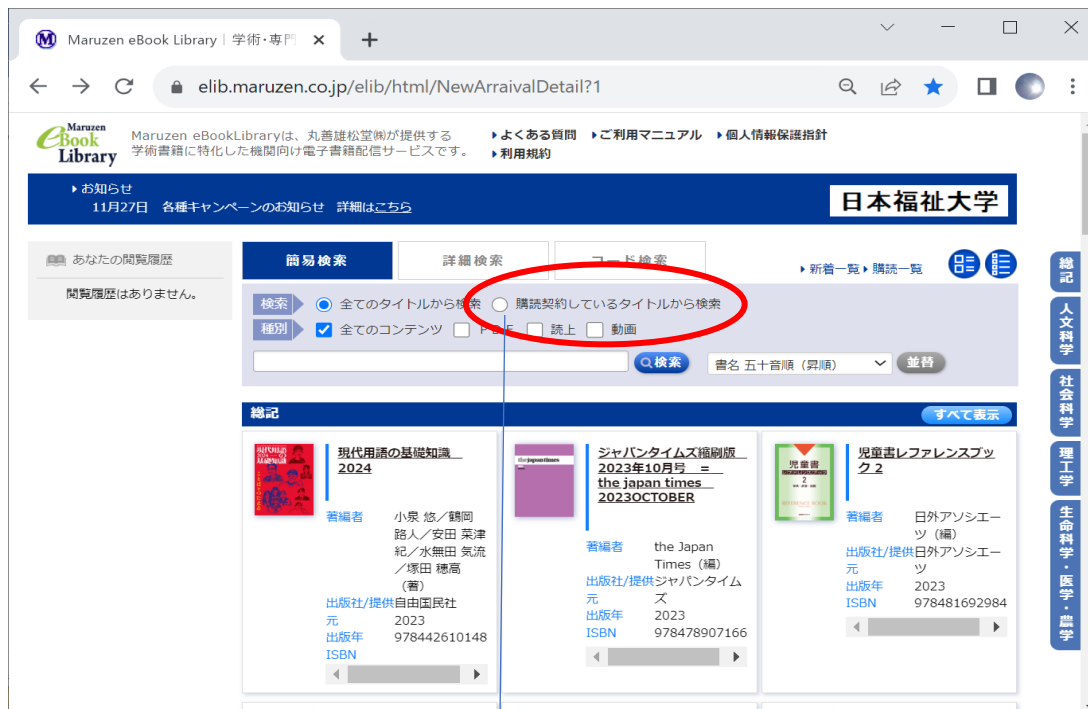 Maruzen eBook Library | 学術・専門
elib.maruzen.co.jp/elib/html/NewArraivalDetail?1
Maruzen
eBook
Library
Maruzen eBookLibraryは、丸善雄松堂㈱が提供する
学術書籍に特化した機関向け電子書籍配信サービスです。
よくある質問 ご利用マニュアル 個人情報保護指針
利用規約
お知らせ
11月27日 各種キャンペーンのお知らせ 詳細はこちら
日本福祉大学
あなたの閲覧履歴
閲覧履歴はありません。
簡易検索 詳細検索 コード検索
新着一覧 購読一覧
検索 全てのタイトルから検索 購読契約しているタイトルから検索
種別 全てのコンテンツ PDF 読上 動画
検索 書名 五十音順（昇順） 並替
総記 すべて表示
現代用語の基礎知識
2024
著編者 小泉 悠／鶴岡
路人／安田 菜津
紀／水無田 気流
／塚田 穂高
（著）
出版社/提供元 自由国民社
出版年 2023
ISBN 978442610148
the japan times
ジャパンタイムズ縮刷版
2023年10月号 =
the japan times
2023OCTOBER
著編者 the Japan
Times（編）
出版社/提供元 ジャパンタイム
ズ
出版年 2023
ISBN 978478907166
児童書
2
児童書レファレンスブッ
ク 2
著編者 日外アソシエー
ツ（編）
出版社/提供元 日外アソシエー
ツ
出版年 2023
ISBN 978481692984
総記
人文科学
社会科学
理工学
生命科学・医学・農学